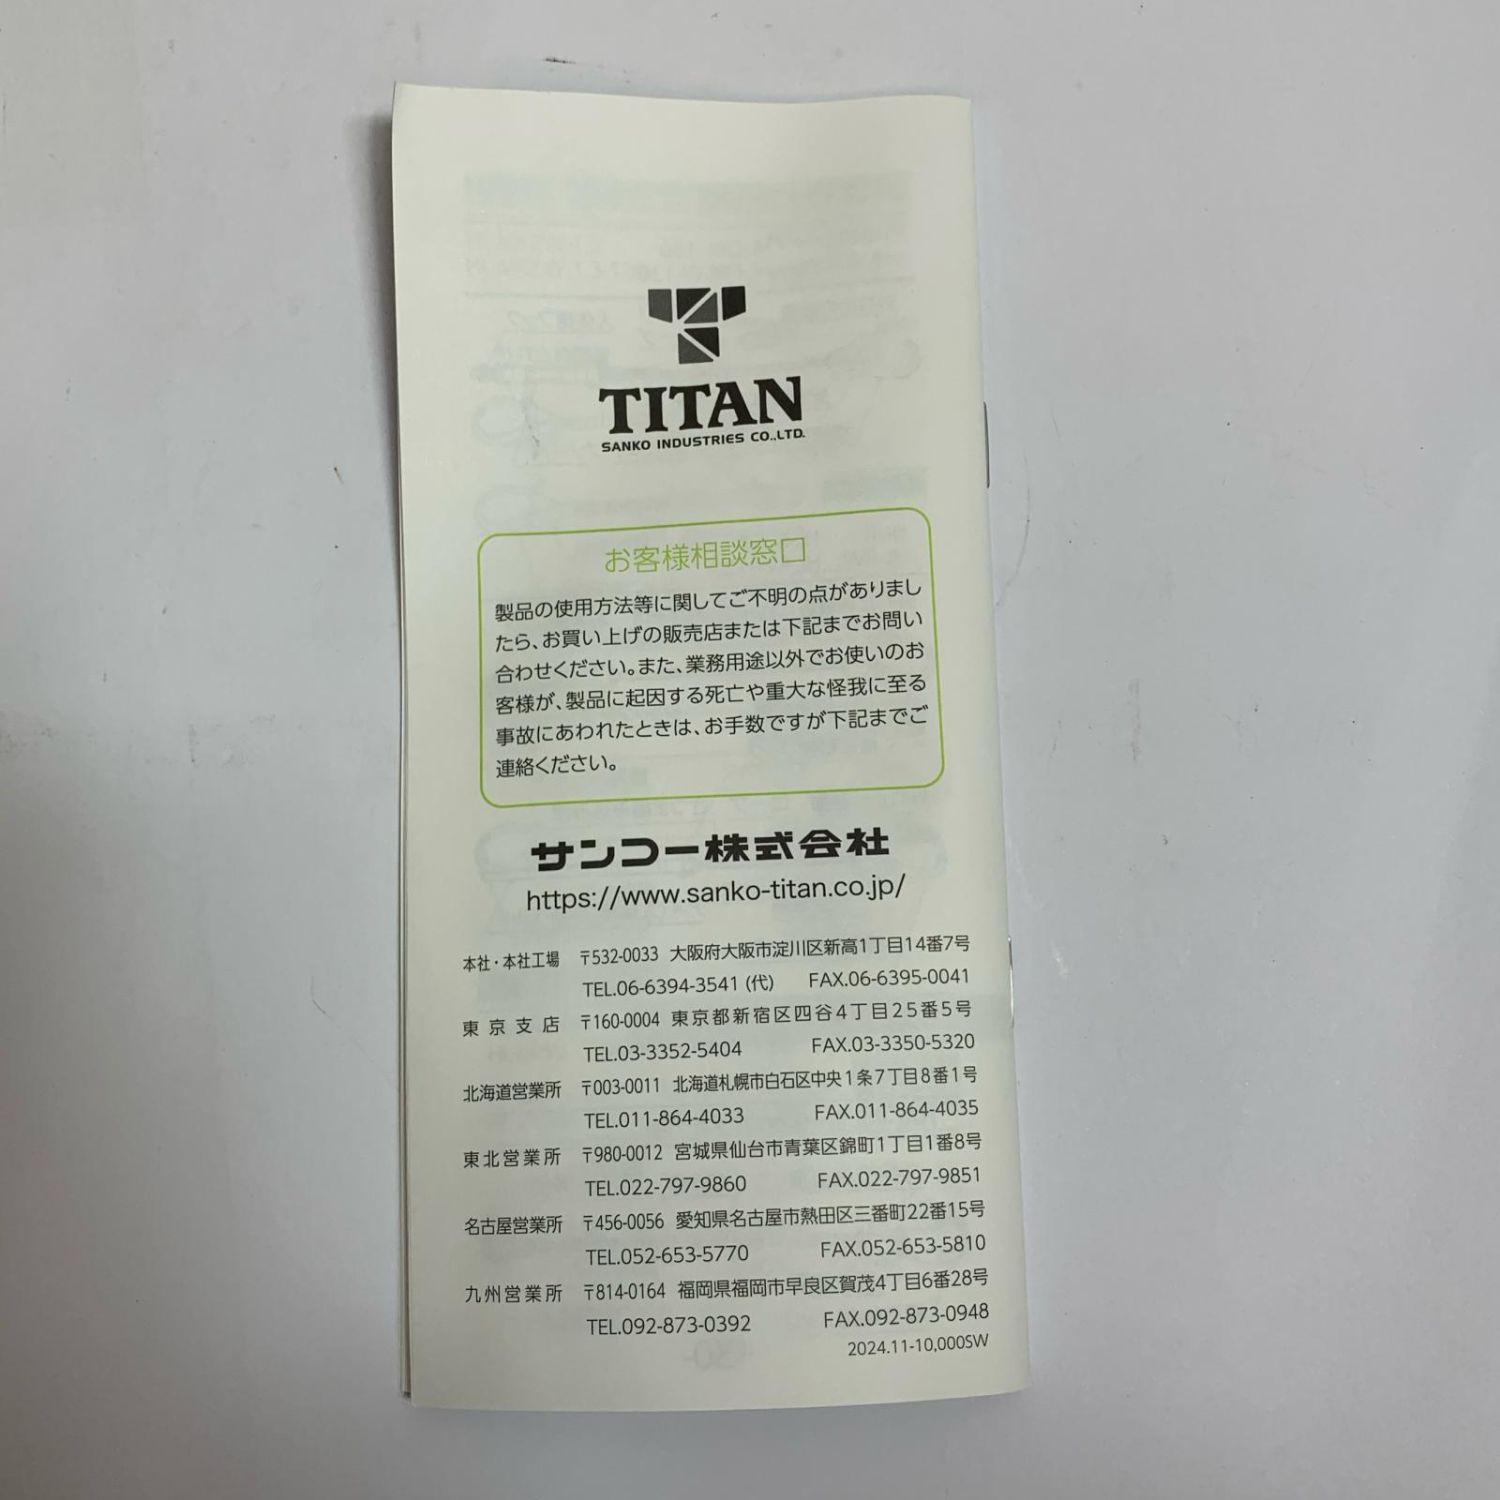 TITAN
SANKO INDUSTRIES CO.,LTD.
お客様相談窓口
製品の使用方法等に関してご不明の点がありまし
たら、お買い上げの販売店または下記までお問い
合わせください。また、業務用途以外でお使いのお
客様が、製品に起因する死亡や重大な怪我に至る
事故にあわれたときは、お手数ですが下記までご
連絡ください。
サンコー株式会社
https://www.sanko-titan.co.jp/
本社・本社工場 〒532-0033 大阪府大阪市淀川区新高1丁目14番7号
TEL.06-6394-3541 (代) FAX.06-6395-0041
東京支店 〒160-0004 東京都新宿区四谷4丁目25番5号
TEL.03-3352-5404 FAX.03-3350-5320
北海道営業所 〒003-0011 北海道札幌市白石区中央1条7丁目8番1号
TEL.011-864-4033 FAX.011-864-4035
東北営業所 〒980-0012 宮城県仙台市青葉区錦町1丁目1番8号
TEL.022-797-9860 FAX.022-797-9851
名古屋営業所 〒456-0056 愛知県名古屋市熱田区三番町22番15号
TEL.052-653-5770 FAX.052-653-5810
九州営業所 〒814-0164 福岡県福岡市早良区賀茂4丁目6番28号
TEL.092-873-0392 FAX.092-873-0948
2024.11-10,000SW